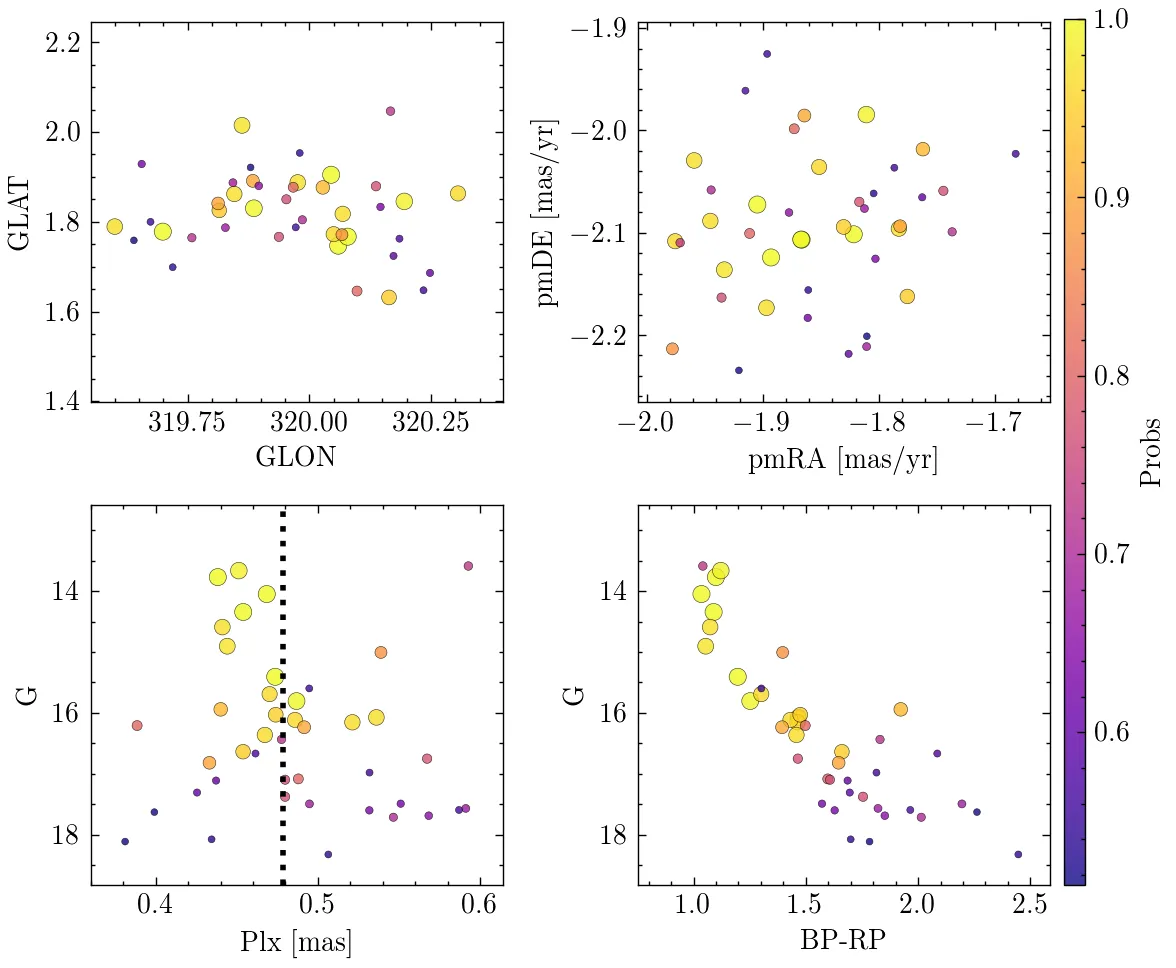 2.2
2.0
1.8
1.6
1.4
GLAT
319.75 320.00 320.25
GLON
−1.9
−2.0
−2.1
−2.2
pmDE [mas/yr]
−2.0 −1.9 −1.8 −1.7
pmRA [mas/yr]
1.0
0.9
0.8
0.7
0.6
Probs
14
16
18
G
0.4 0.5 0.6
Plx [mas]
14
16
18
G
1.0 1.5 2.0 2.5
BP-RP